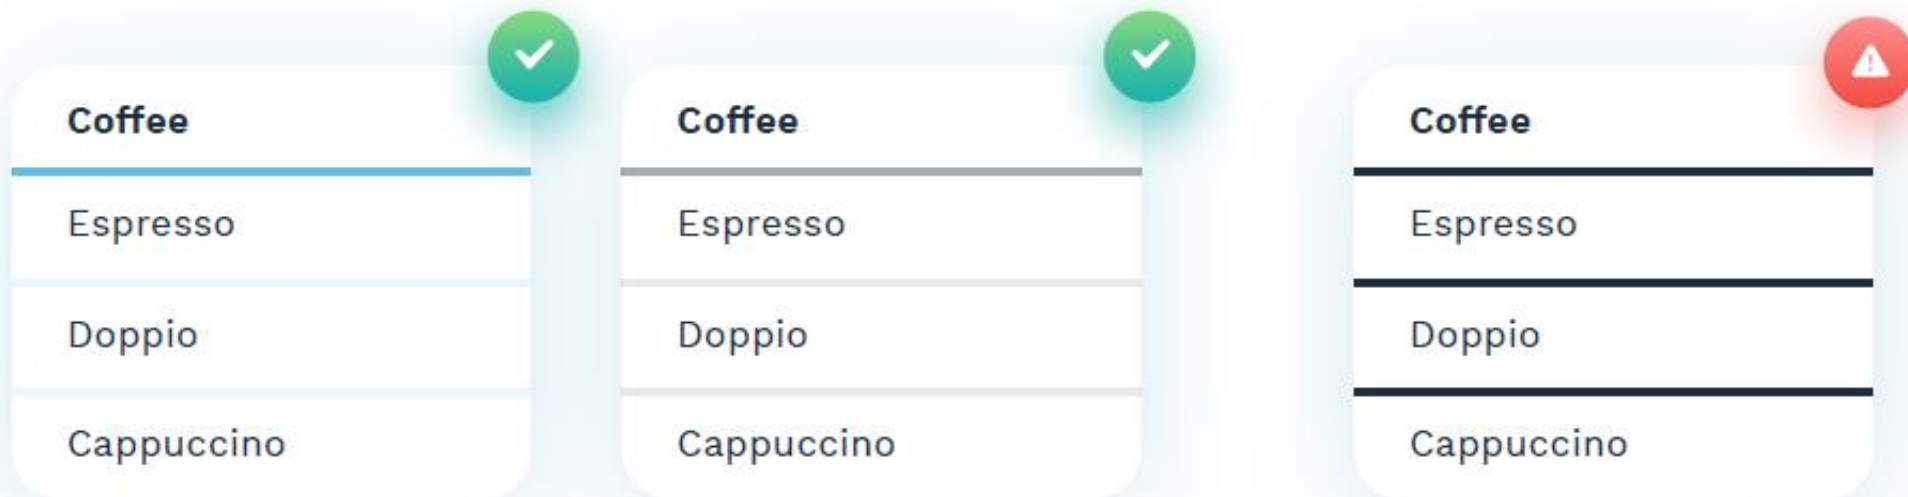 Coffee
Espresso
Doppio
Cappuccino
Coffee
Espresso
Doppio
Cappuccino
Coffee
Espresso
Doppio
Cappuccino